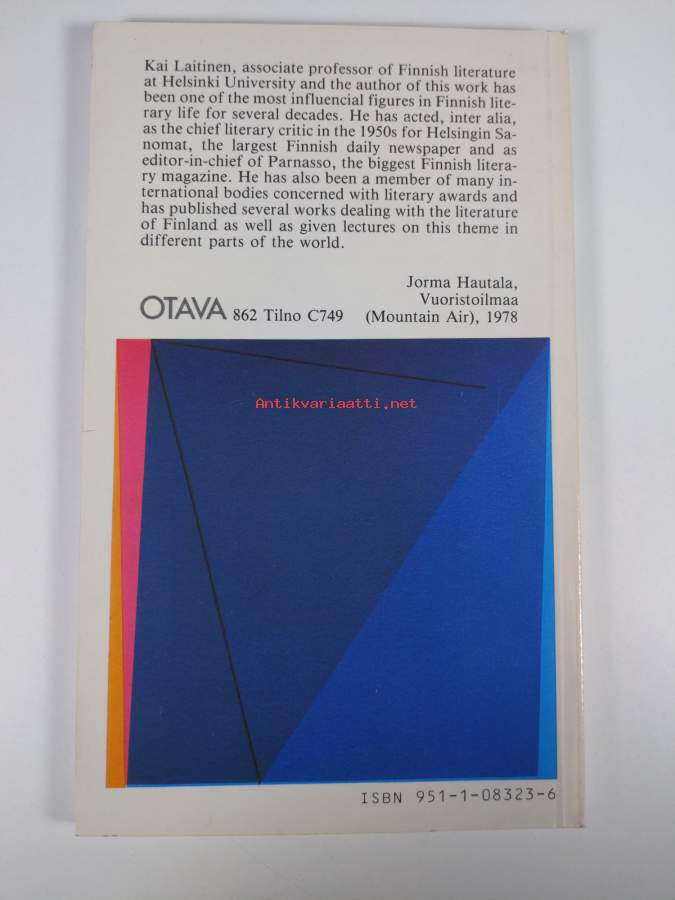 Kai Laitinen, associate professor of Finnish literature
at Helsinki University and the author of this work has
been one of the most influencial figures in Finnish lite-
rary life for several decades. He has acted, inter alia,
as the chief literary critic in the 1950s for Helsingin Sa-
nomat, the largest Finnish daily newspaper and as
editor-in-chief of Parnasso, the biggest Finnish litera-
ry magazine. He has also been a member of many in-
ternational bodies concerned with literary awards and
has published several works dealing with the literature
of Finland as well as given lectures on this theme in
different parts of the world.
Jorma Hautala,
Vuoristoilmaa
OTAVA 862 Tilno C749 (Mountain Air), 1978
Antikvariaatti.net
ISBN 951-1-08323-6